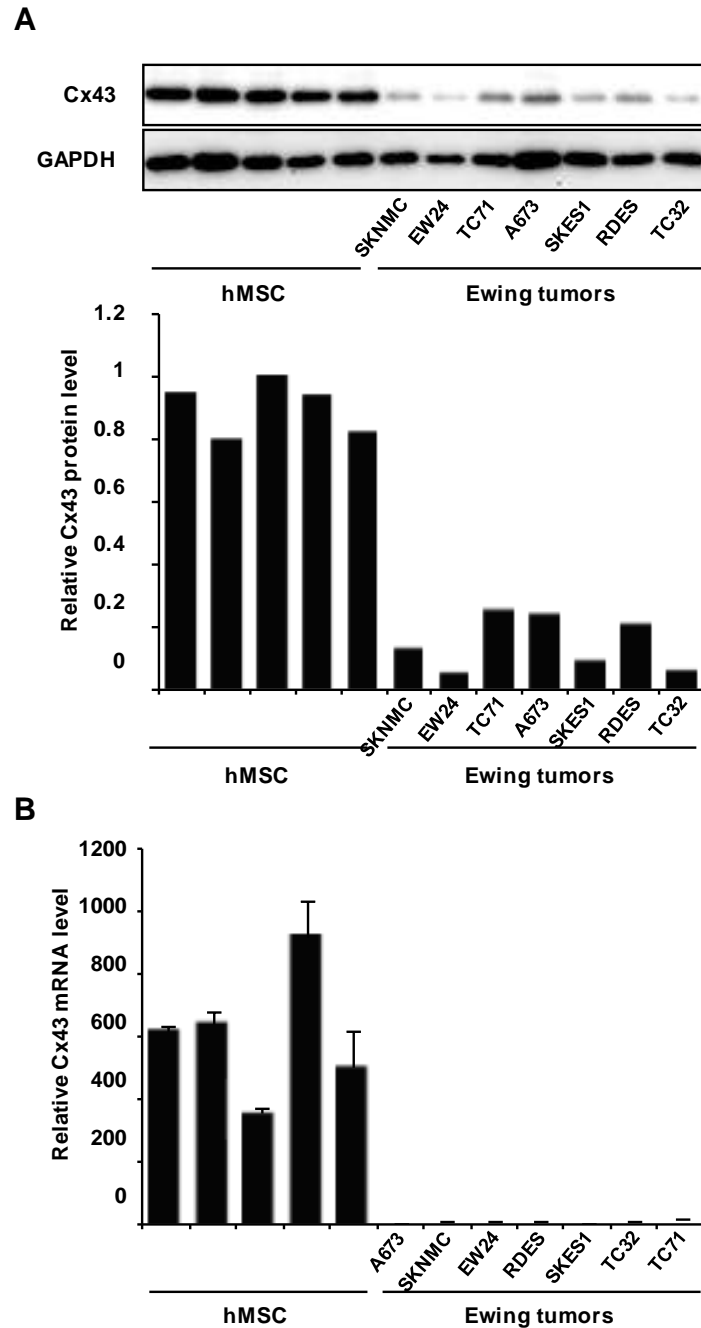 A
Cx43
GAPDH
SKNMC
EW24
TC71
A673
SKES1
RDES
TC32
hMSC
Ewing tumors
Relative Cx43 protein level
1.2
1
0.8
0.6
0.4
0.2
0
SKNMC
EW24
TC71
A673
SKES1
RDES
TC32
hMSC
Ewing tumors
B
Relative Cx43 mRNA level
1200
1000
800
600
400
200
0
A673
SKNMC
EW24
RDES
SKES1
TC32
TC71
hMSC
Ewing tumors